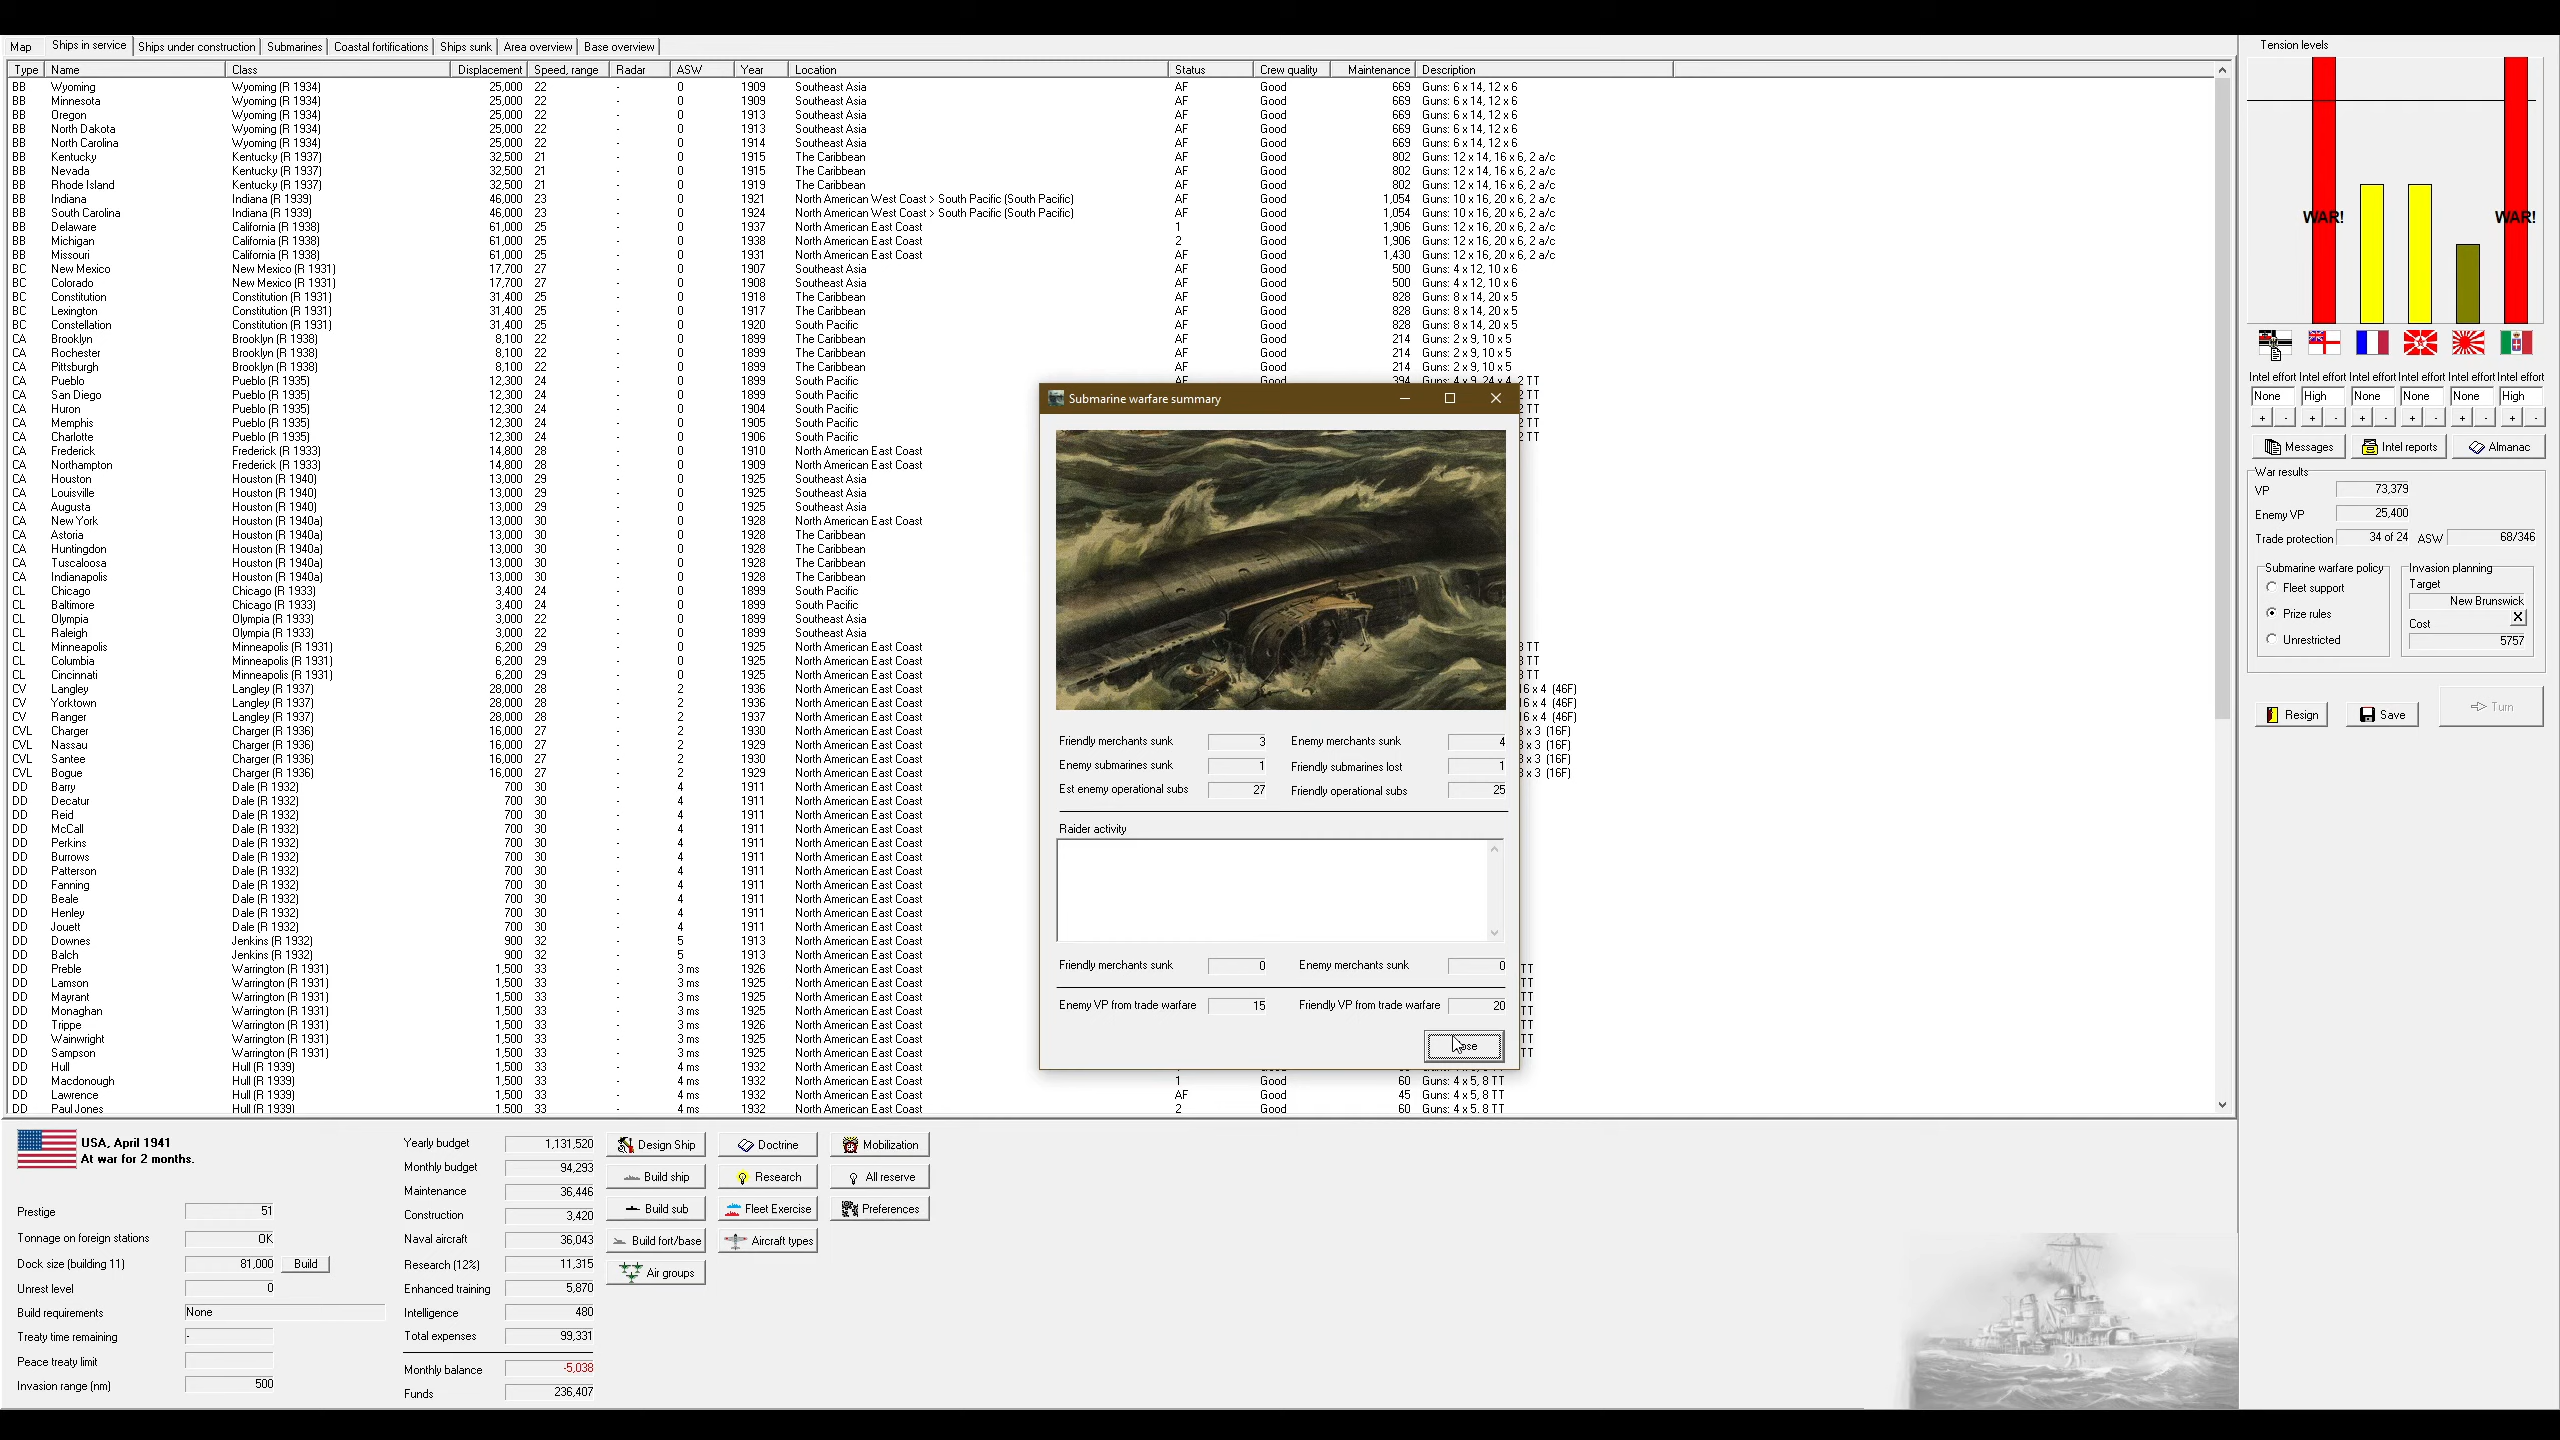 Map Ships in service Ships under construction Submarines Coastal fortifications Ships sunk Area overview Base overview
Type Name Class Displacement Speed, range Radar ASW Year Location Status Crew quality Maintenance Description
BB Wyoming Wyoming (R 1934) 25,000 22 - 0 1909 Southeast Asia AF Good 669 Guns: 6 x 14, 12 x 6
BB Minnesota Wyoming (R 1934) 25,000 22 - 0 1909 Southeast Asia AF Good 669 Guns: 6 x 14, 12 x 6
BB Oregon Wyoming (R 1934) 25,000 22 - 0 1913 Southeast Asia AF Good 669 Guns: 6 x 14, 12 x 6
BB North Dakota Wyoming (R 1934) 25,000 22 - 0 1913 Southeast Asia AF Good 669 Guns: 6 x 14, 12 x 6
BB North Carolina Wyoming (R 1934) 25,000 22 - 0 1914 Southeast Asia AF Good 669 Guns: 6 x 14, 12 x 6
BB Kentucky Kentucky (R 1937) 32,500 21 - 0 1915 The Caribbean AF Good 802 Guns: 12 x 14, 16 x 6, 2 a/c
BB Nevada Kentucky (R 1937) 32,500 21 - 0 1915 The Caribbean AF Good 802 Guns: 12 x 14, 16 x 6, 2 a/c
BB Rhode Island Kentucky (R 1937) 32,500 21 - 0 1919 The Caribbean AF Good 802 Guns: 12 x 14, 16 x 6, 2 a/c
BB Indiana Indiana (R 1939) 46,000 23 - 0 1921 North American West Coast > South Pacific (South Pacific) AF Good 1,054 Guns: 10 x 16, 20 x 6, 2 a/c
BB South Carolina Indiana (R 1939) 46,000 23 - 0 1924 North American West Coast > South Pacific (South Pacific) AF Good 1,054 Guns: 10 x 16, 20 x 6, 2 a/c
BB Delaware California (R 1938) 61,000 25 - 0 1937 North American East Coast 1 Good 1,906 Guns: 12 x 16, 20 x 6, 2 a/c
BB Michigan California (R 1938) 61,000 25 - 0 1938 North American East Coast 2 Good 1,906 Guns: 12 x 16, 20 x 6, 2 a/c
BB Missouri California (R 1938) 61,000 25 - 0 1931 North American East Coast AF Good 1,430 Guns: 12 x 16, 20 x 6, 2 a/c
BC New Mexico New Mexico (R 1931) 17,700 27 - 0 1907 Southeast Asia AF Good 500 Guns: 4 x 12, 10 x 6
BC Colorado New Mexico (R 1931) 17,700 27 - 0 1908 Southeast Asia AF Good 500 Guns: 4 x 12, 10 x 6
BC Constitution Constitution (R 1931) 31,400 25 - 0 1918 The Caribbean AF Good 828 Guns: 8 x 14, 20 x 5
BC Lexington Constitution (R 1931) 31,400 25 - 0 1917 The Caribbean AF Good 828 Guns: 8 x 14, 20 x 5
BC Constellation Constitution (R 1931) 31,400 25 - 0 1920 South Pacific AF Good 828 Guns: 8 x 14, 20 x 5
CA Brooklyn Brooklyn (R 1938) 8,100 22 - 0 1899 The Caribbean AF Good 214 Guns: 2 x 9, 10 x 5
CA Rochester Brooklyn (R 1938) 8,100 22 - 0 1899 The Caribbean AF Good 214 Guns: 2 x 9, 10 x 5
CA Pittsburgh Brooklyn (R 1938) 8,100 22 - 0 1899 The Caribbean AF Good 214 Guns: 2 x 9, 10 x 5
CA Pueblo Pueblo (R 1935) 12,300 24 - 0 1899 South Pacific AF Good 394 Guns: 4 x 9, 24 x 4, 2 TT
CA San Diego Pueblo (R 1935) 12,300 24 - 0 1899 South Pacific 2 TT
CA Huron Pueblo (R 1935) 12,300 24 - 0 1904 South Pacific 2 TT
CA Memphis Pueblo (R 1935) 12,300 24 - 0 1905 South Pacific 2 TT
CA Charlotte Pueblo (R 1935) 12,300 24 - 0 1906 South Pacific 2 TT
CA Frederick Frederick (R 1933) 14,800 28 - 0 1910 North American East Coast
CA Northampton Frederick (R 1933) 14,800 28 - 0 1909 North American East Coast
CA Houston Houston (R 1940) 13,000 29 - 0 1925 Southeast Asia
CA Louisville Houston (R 1940) 13,000 29 - 0 1925 Southeast Asia
CA Augusta Houston (R 1940) 13,000 29 - 0 1925 Southeast Asia
CA New York Houston (R 1940a) 13,000 30 - 0 1928 North American East Coast
CA Astoria Houston (R 1940a) 13,000 30 - 0 1928 The Caribbean
CA Huntingdon Houston (R 1940a) 13,000 30 - 0 1928 The Caribbean
CA Tuscaloosa Houston (R 1940a) 13,000 30 - 0 1928 The Caribbean
CA Indianapolis Houston (R 1940a) 13,000 30 - 0 1928 The Caribbean
CL Chicago Chicago (R 1933) 3,400 24 - 0 1899 South Pacific
CL Baltimore Chicago (R 1933) 3,400 24 - 0 1899 South Pacific
CL Olympia Olympia (R 1933) 3,000 22 - 0 1899 South Pacific
CL Raleigh Olympia (R 1933) 3,000 22 - 0 1899 Southeast Asia
CL Minneapolis Minneapolis (R 1931) 6,200 29 - 0 1925 North American East Coast 3 TT
CL Columbia Minneapolis (R 1931) 6,200 29 - 0 1925 North American East Coast 3 TT
CL Cincinnati Minneapolis (R 1931) 6,200 29 - 0 1925 North American East Coast 3 TT
CV Langley Langley (R 1937) 28,000 28 - 2 1936 North American East Coast 16 x 4 (46F)
CV Yorktown Langley (R 1937) 28,000 28 - 2 1936 North American East Coast 16 x 4 (46F)
CV Ranger Langley (R 1937) 28,000 28 - 2 1937 North American East Coast 16 x 4 (46F)
CVL Charger Charger (R 1936) 16,000 27 - 2 1930 North American East Coast 8 x 3 (16F)
CVL Nassau Charger (R 1936) 16,000 27 - 2 1929 North American East Coast 8 x 3 (16F)
CVL Santee Charger (R 1936) 16,000 27 - 2 1930 North American East Coast 8 x 3 (16F)
CVL Bogue Charger (R 1936) 16,000 27 - 2 1929 North American East Coast 8 x 3 (16F)
DD Barry Dale (R 1932) 700 30 - 4 1911 North American East Coast
DD Decatur Dale (R 1932) 700 30 - 4 1911 North American East Coast
DD Reid Dale (R 1932) 700 30 - 4 1911 North American East Coast
DD McCall Dale (R 1932) 700 30 - 4 1911 North American East Coast
DD Perkins Dale (R 1932) 700 30 - 4 1911 North American East Coast
DD Burrows Dale (R 1932) 700 30 - 4 1911 North American East Coast
DD Patterson Dale (R 1932) 700 30 - 4 1911 North American East Coast
DD Fanning Dale (R 1932) 700 30 - 4 1911 North American East Coast
DD Beale Dale (R 1932) 700 30 - 4 1911 North American East Coast
DD Henley Dale (R 1932) 700 30 - 4 1911 North American East Coast
DD Jouett Dale (R 1932) 700 30 - 4 1911 North American East Coast
DD Downes Jenkins (R 1932) 900 32 - 5 1913 North American East Coast
DD Balch Jenkins (R 1932) 900 32 - 5 1913 North American East Coast
DD Preble Warrington (R 1931) 1,500 33 - 3 ms 1926 North American East Coast TT
DD Lamson Warrington (R 1931) 1,500 33 - 3 ms 1925 North American East Coast TT
DD Mayrant Warrington (R 1931) 1,500 33 - 3 ms 1925 North American East Coast TT
DD Monaghan Warrington (R 1931) 1,500 33 - 3 ms 1925 North American East Coast TT
DD Trippe Warrington (R 1931) 1,500 33 - 3 ms 1926 North American East Coast TT
DD Wainwright Warrington (R 1931) 1,500 33 - 3 ms 1925 North American East Coast TT
DD Sampson Warrington (R 1931) 1,500 33 - 3 ms 1925 North American East Coast TT
DD Hull Hull (R 1939) 1,500 33 - 4 ms 1932 North American East Coast
DD Macdonough Hull (R 1939) 1,500 33 - 4 ms 1932 North American East Coast 1 Good 60 Guns: 4 x 5, 8 TT
DD Lawrence Hull (R 1939) 1,500 33 - 4 ms 1932 North American East Coast AF Good 45 Guns: 4 x 5, 8 TT
DD Paul Jones Hull (R 1939) 1,500 33 - 4 ms 1932 North American East Coast 2 Good 60 Guns: 4 x 5, 8 TT
Submarine warfare summary
Friendly merchants sunk 3 Enemy merchants sunk 4
Enemy submarines sunk 1 Friendly submarines lost 1
Est enemy operational subs 27 Friendly operational subs 25
Raider activity
Friendly merchants sunk 0 Enemy merchants sunk 0
Enemy VP from trade warfare 15 Friendly VP from trade warfare 20
Tension levels
WAR! WAR!
Intel effort Intel effort Intel effort Intel effort Intel effort Intel effort
None High None None None High
+ - + - + - + - + - + -
Messages Intel reports Almanac
War results
VP 73,379
Enemy VP 25,400
Trade protection 34 of 24 ASW 68/346
Submarine warfare policy
Fleet support
Prize rules
Unrestricted
Invasion planning
Target
New Brunswick
X
Cost
5757
Resign Save Turn
USA, April 1941
At war for 2 months.
Prestige 51
Tonnage on foreign stations OK
Dock size (building 11) 81,000 Build
Unrest level 0
Build requirements None
Treaty time remaining -
Peace treaty limit
Invasion range (nm) 500
Yearly budget 1,131,520
Monthly budget 94,293
Maintenance 36,446
Construction 3,420
Naval aircraft 36,043
Research (12%) 11,315
Enhanced training 5,870
Intelligence 480
Total expenses 99,331
Monthly balance -5,038
Funds 236,407
Design Ship Doctrine Mobilization
Build ship Research All reserve
Build sub Fleet Exercise Preferences
Build fort/base Aircraft types
Air groups